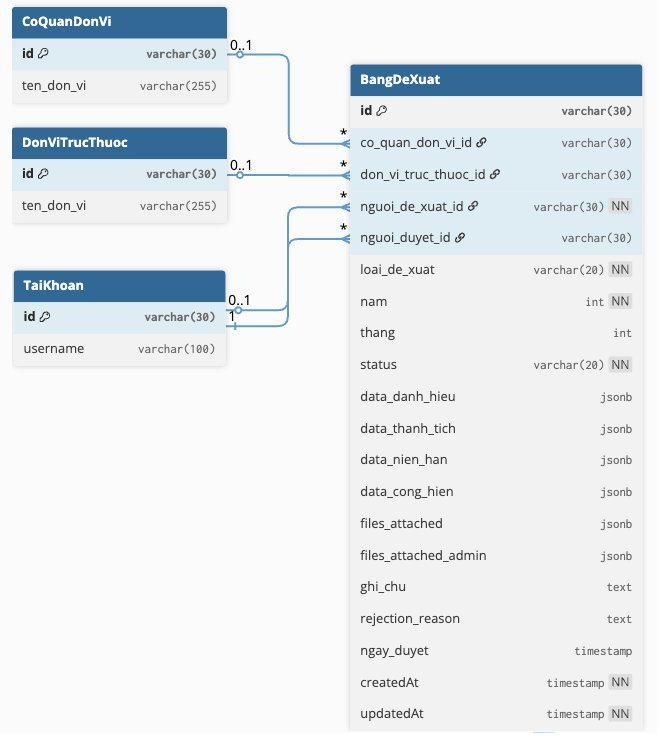 CoQuanDonVi
id varchar(30)
ten_don_vi varchar(255)
0..1
DonViTrucThuoc
id varchar(30)
ten_don_vi varchar(255)
0..1
TaiKhoan
id varchar(30)
username varchar(100)
0..1
1
BangDeXuat
id varchar(30)
* co_quan_don_vi_id varchar(30)
* don_vi_truc_thuoc_id varchar(30)
* nguoi_de_xuat_id varchar(30) NN
* nguoi_duyet_id varchar(30)
loai_de_xuat varchar(20) NN
nam int NN
thang int
status varchar(20) NN
data_danh_hieu jsonb
data_thanh_tich jsonb
data_nien_han jsonb
data_cong_hien jsonb
files_attached jsonb
files_attached_admin jsonb
ghi_chu text
rejection_reason text
ngay_duyet timestamp
createdAt timestamp NN
updatedAt timestamp NN